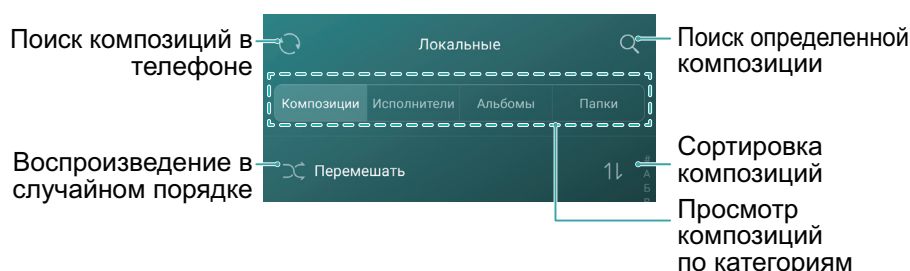 Поиск композиций в
телефоне
Локальные
Поиск определенной
композиции
Композиции Исполнители Альбомы Папки
Воспроизведение в
случайном порядке
Перемешать
#
А
Б
Сортировка
композиций
Просмотр
композиций
по категориям